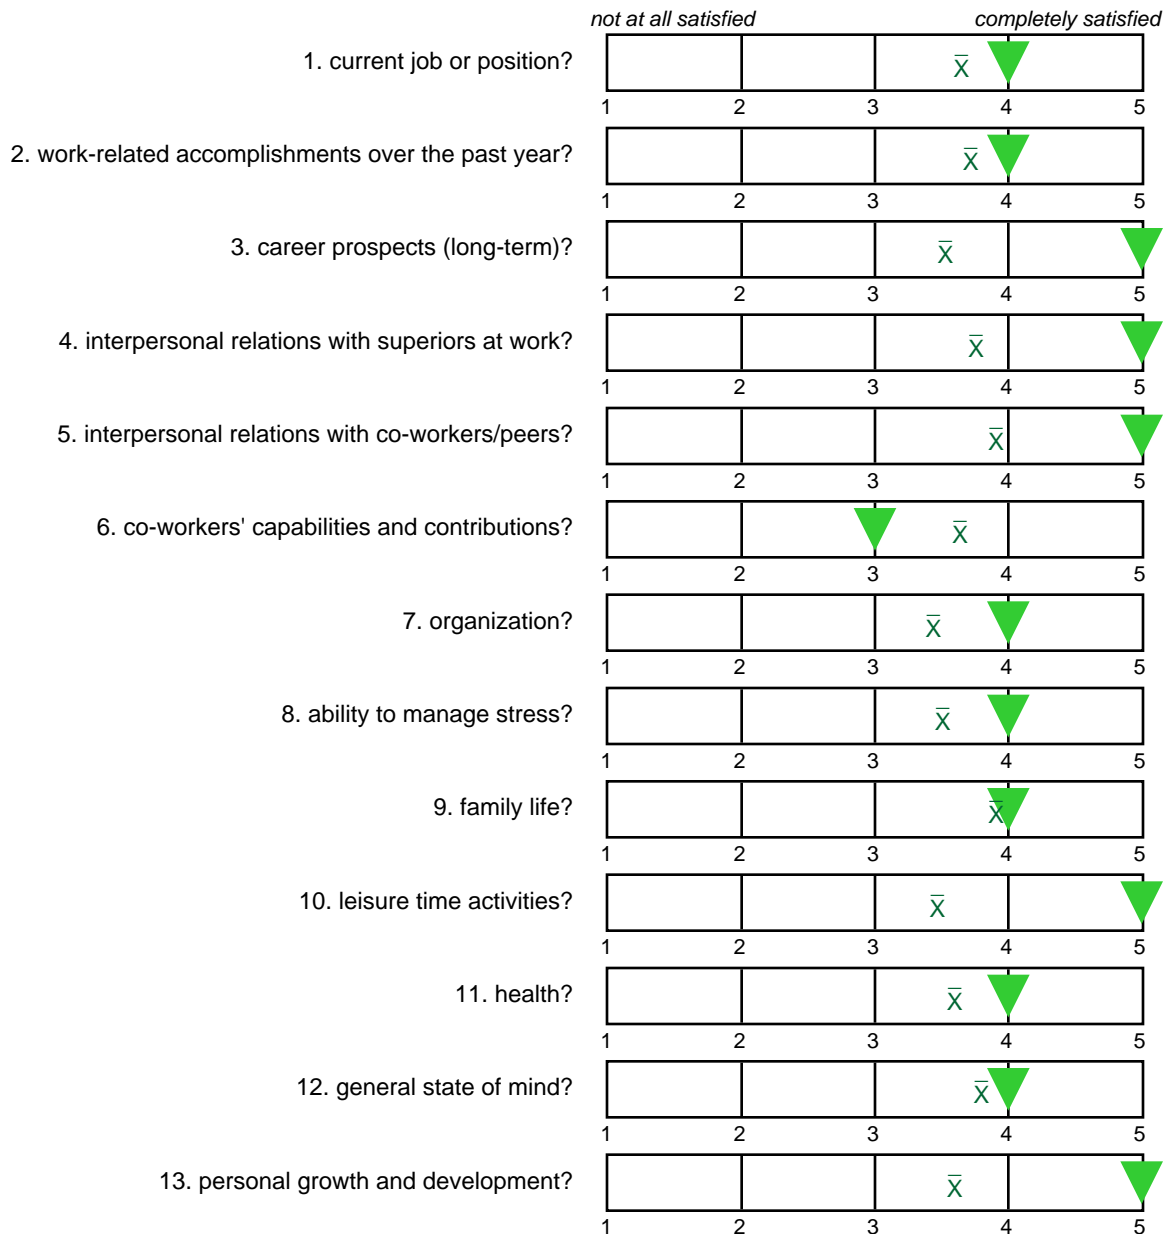 not at all satisfied completely satisfied
1. current job or position?
X̄
1 2 3 4 5
2. work-related accomplishments over the past year?
X̄
1 2 3 4 5
3. career prospects (long-term)?
X̄
1 2 3 4 5
4. interpersonal relations with superiors at work?
X̄
1 2 3 4 5
5. interpersonal relations with co-workers/peers?
X̄
1 2 3 4 5
6. co-workers' capabilities and contributions?
X̄
1 2 3 4 5
7. organization?
X̄
1 2 3 4 5
8. ability to manage stress?
X̄
1 2 3 4 5
9. family life?
X̄
1 2 3 4 5
10. leisure time activities?
X̄
1 2 3 4 5
11. health?
X̄
1 2 3 4 5
12. general state of mind?
X̄
1 2 3 4 5
13. personal growth and development?
X̄
1 2 3 4 5